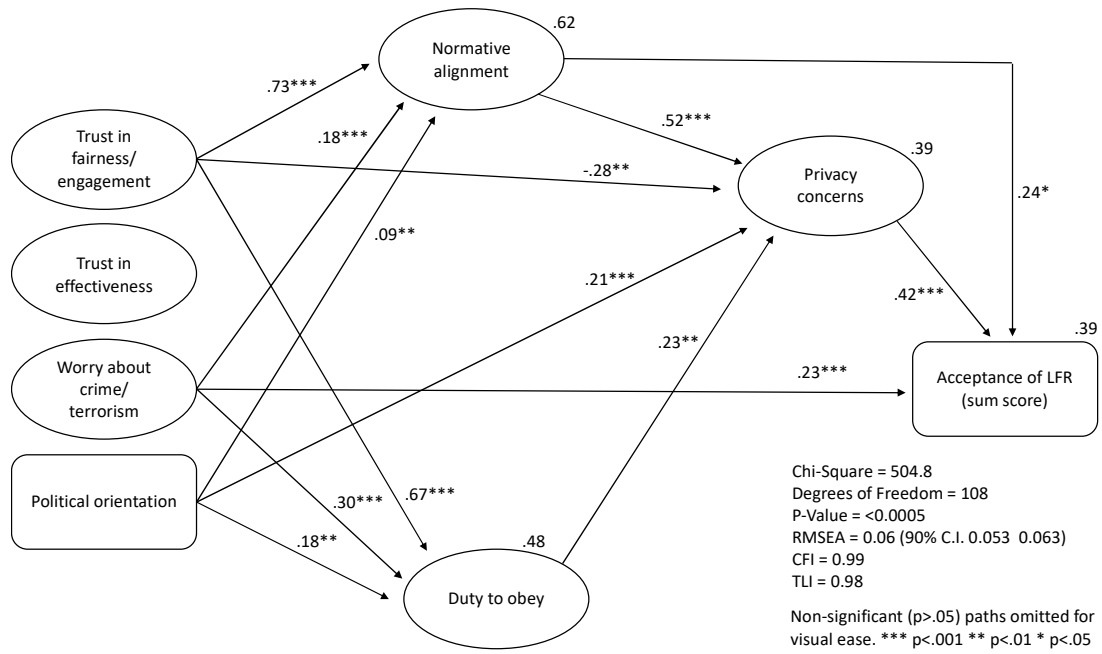 .62
Normative
alignment
.73***
.18***
Trust in
fairness/
engagement
.52***
.39
-.28**
Privacy
concerns
.24*
.09**
Trust in
effectiveness
.21***
.42***
.23**
.39
Worry about
crime/
terrorism
.23***
Acceptance of LFR
(sum score)
Political orientation
.30***
.67***
.18**
.48
Duty to obey
Chi-Square = 504.8
Degrees of Freedom = 108
P-Value = <0.0005
RMSEA = 0.06 (90% C.I. 0.053 0.063)
CFI = 0.99
TLI = 0.98
Non-significant (p>.05) paths omitted for
visual ease. *** p<.001 ** p<.01 * p<.05